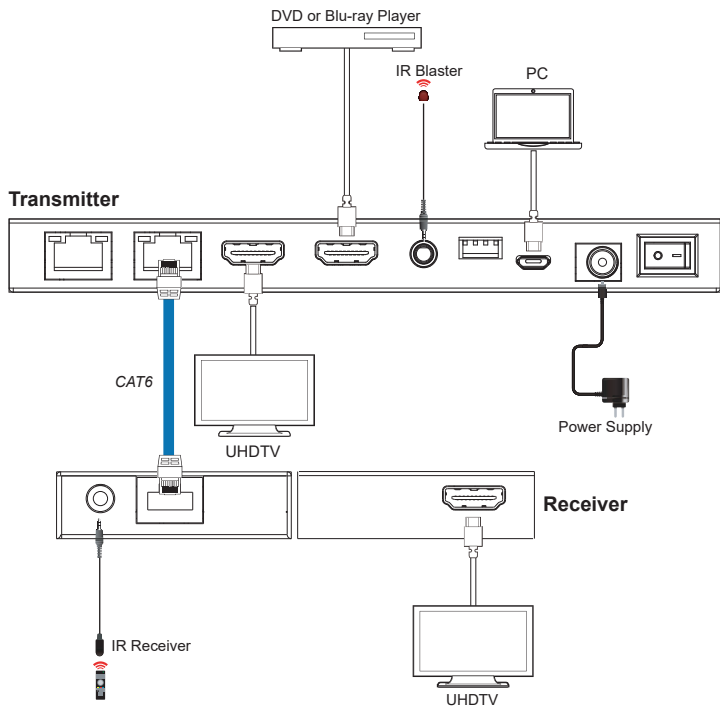 DVD or Blu-ray Player
IR Blaster
PC
Transmitter
CAT6
UHDTV
Power Supply
Receiver
IR Receiver
UHDTV